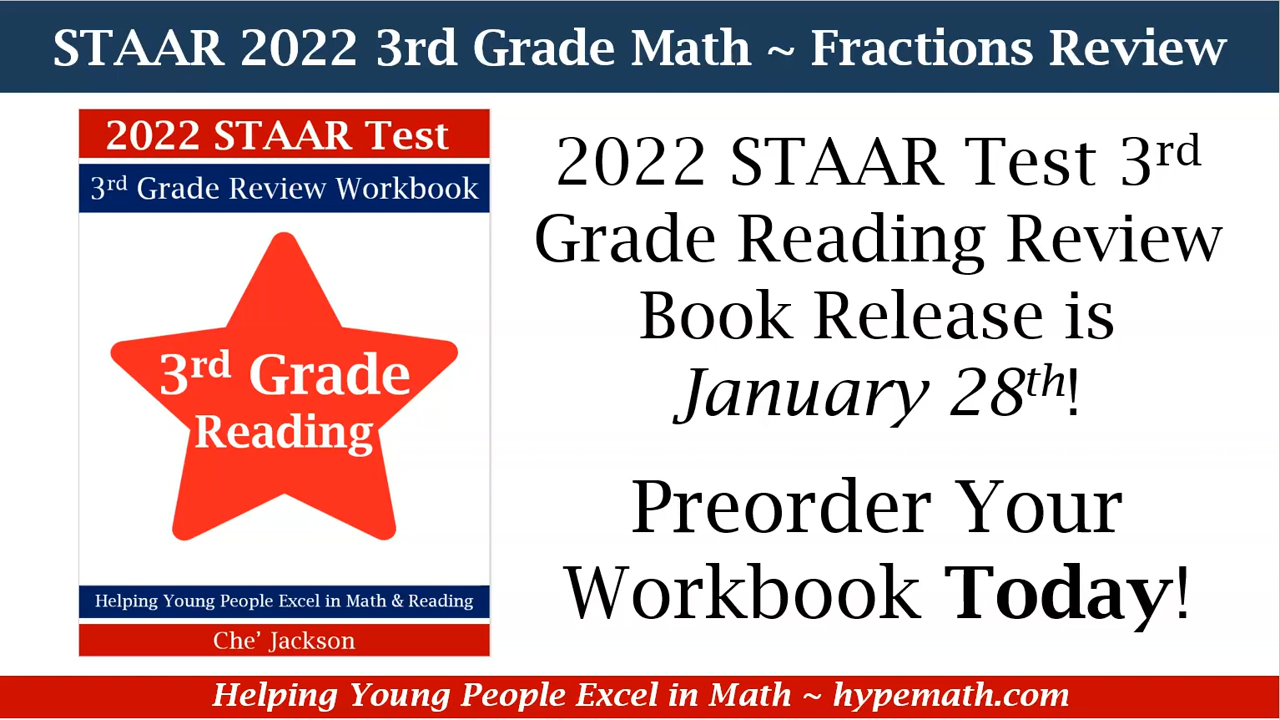 STAAR 2022 3rd Grade Math ~ Fractions Review
2022 STAAR Test
3rd Grade Review Workbook
3rd Grade
Reading
Helping Young People Excel in Math & Reading
Che’ Jackson
2022 STAAR Test 3rd
Grade Reading Review
Book Release is
January 28th!
Preorder Your
Workbook Today!
Helping Young People Excel in Math ~ hypemath.com